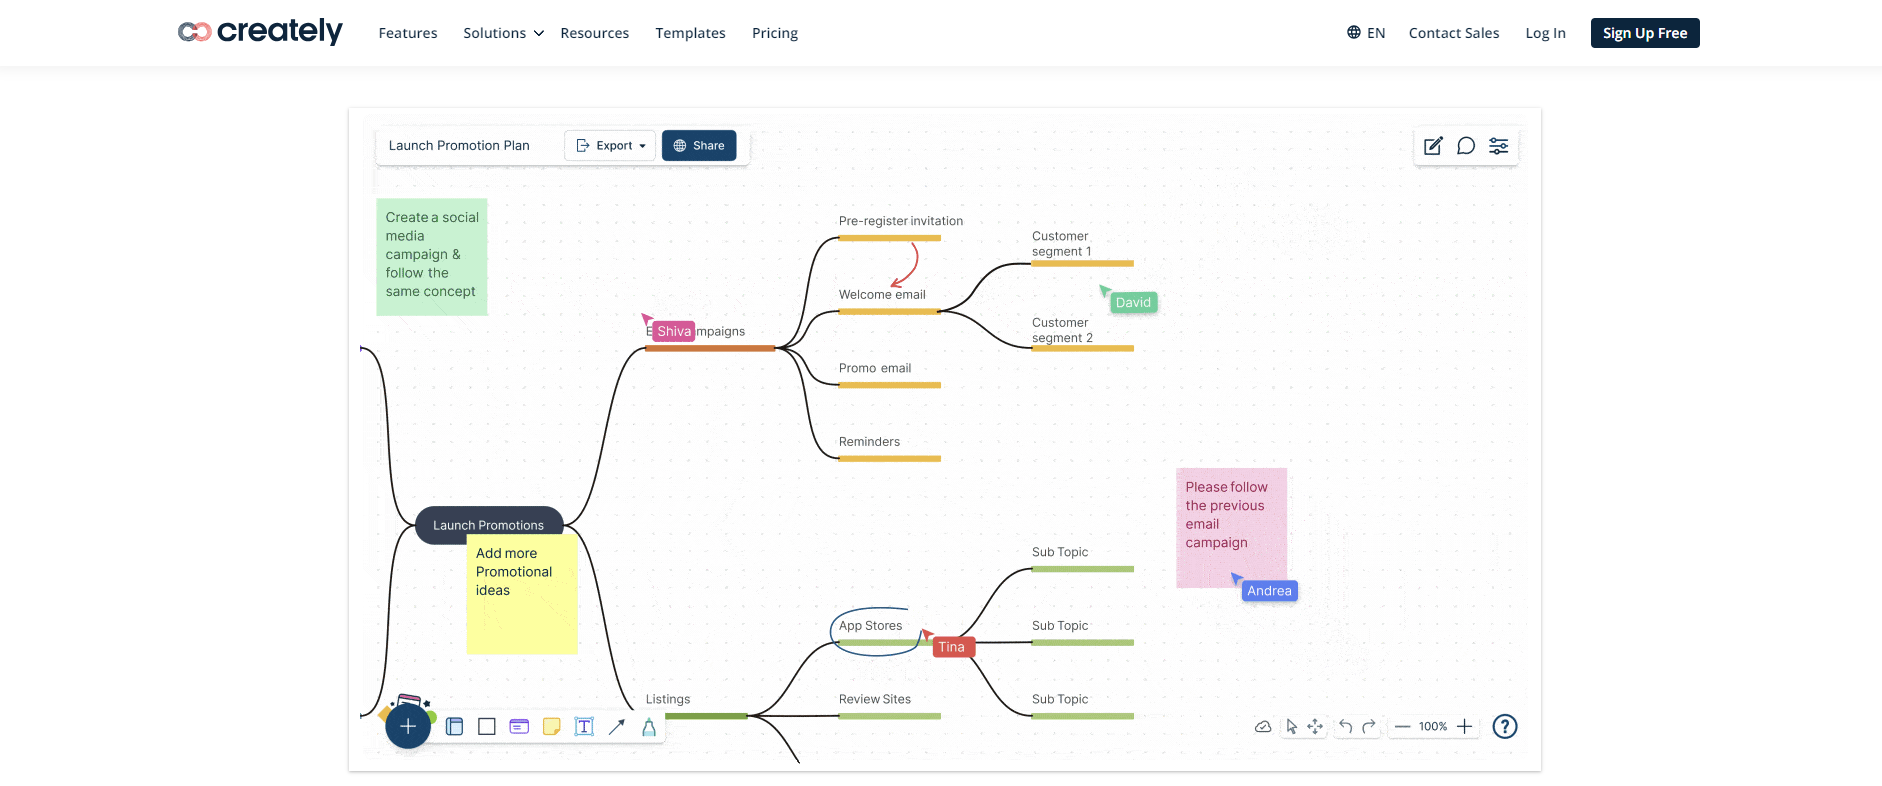 creately
Features
Solutions
Resources
Templates
Pricing
EN
Contact Sales
Log In
Sign Up Free
Launch Promotion Plan
Export
Share
Create a social
media
campaign &
follow the
same concept
Pre-register invitation
Customer
segment 1
Welcome email
David
Customer
segment 2
E
Shiva
mpaigns
Promo email
Reminders
Launch Promotions
Add more
Promotional
ideas
Please follow
the previous
email
campaign
Andrea
Sub Topic
App Stores
Tina
Sub Topic
Listings
Review Sites
Sub Topic
T
100%
?